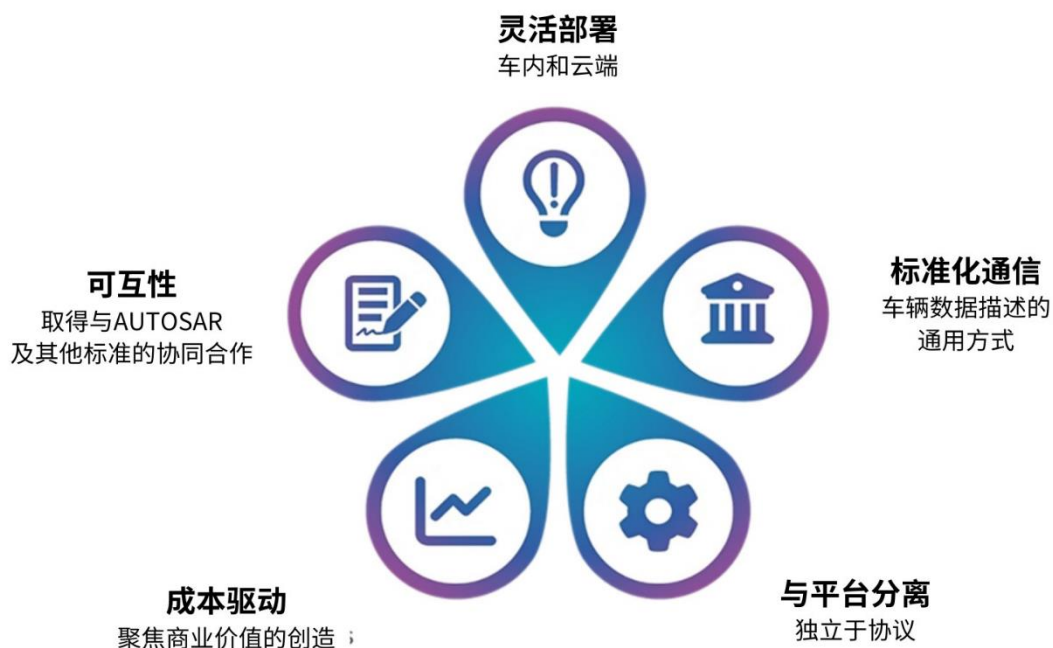 灵活部署
车内和云端
标准化通信
车辆数据描述的
通用方式
与平台分离
独立于协议
成本驱动
聚焦商业价值的创造
可互性
取得与AUTOSAR
及其他标准的协同合作